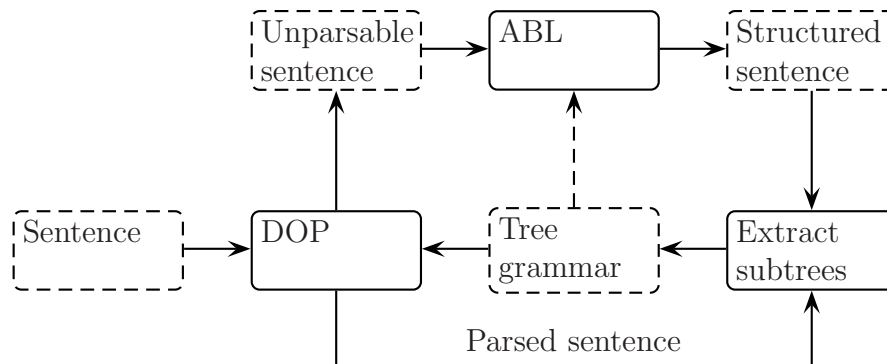 Unparsable
sentence
ABL
Structured
sentence
Sentence
DOP
Tree
grammar
Extract
subtrees
Parsed sentence